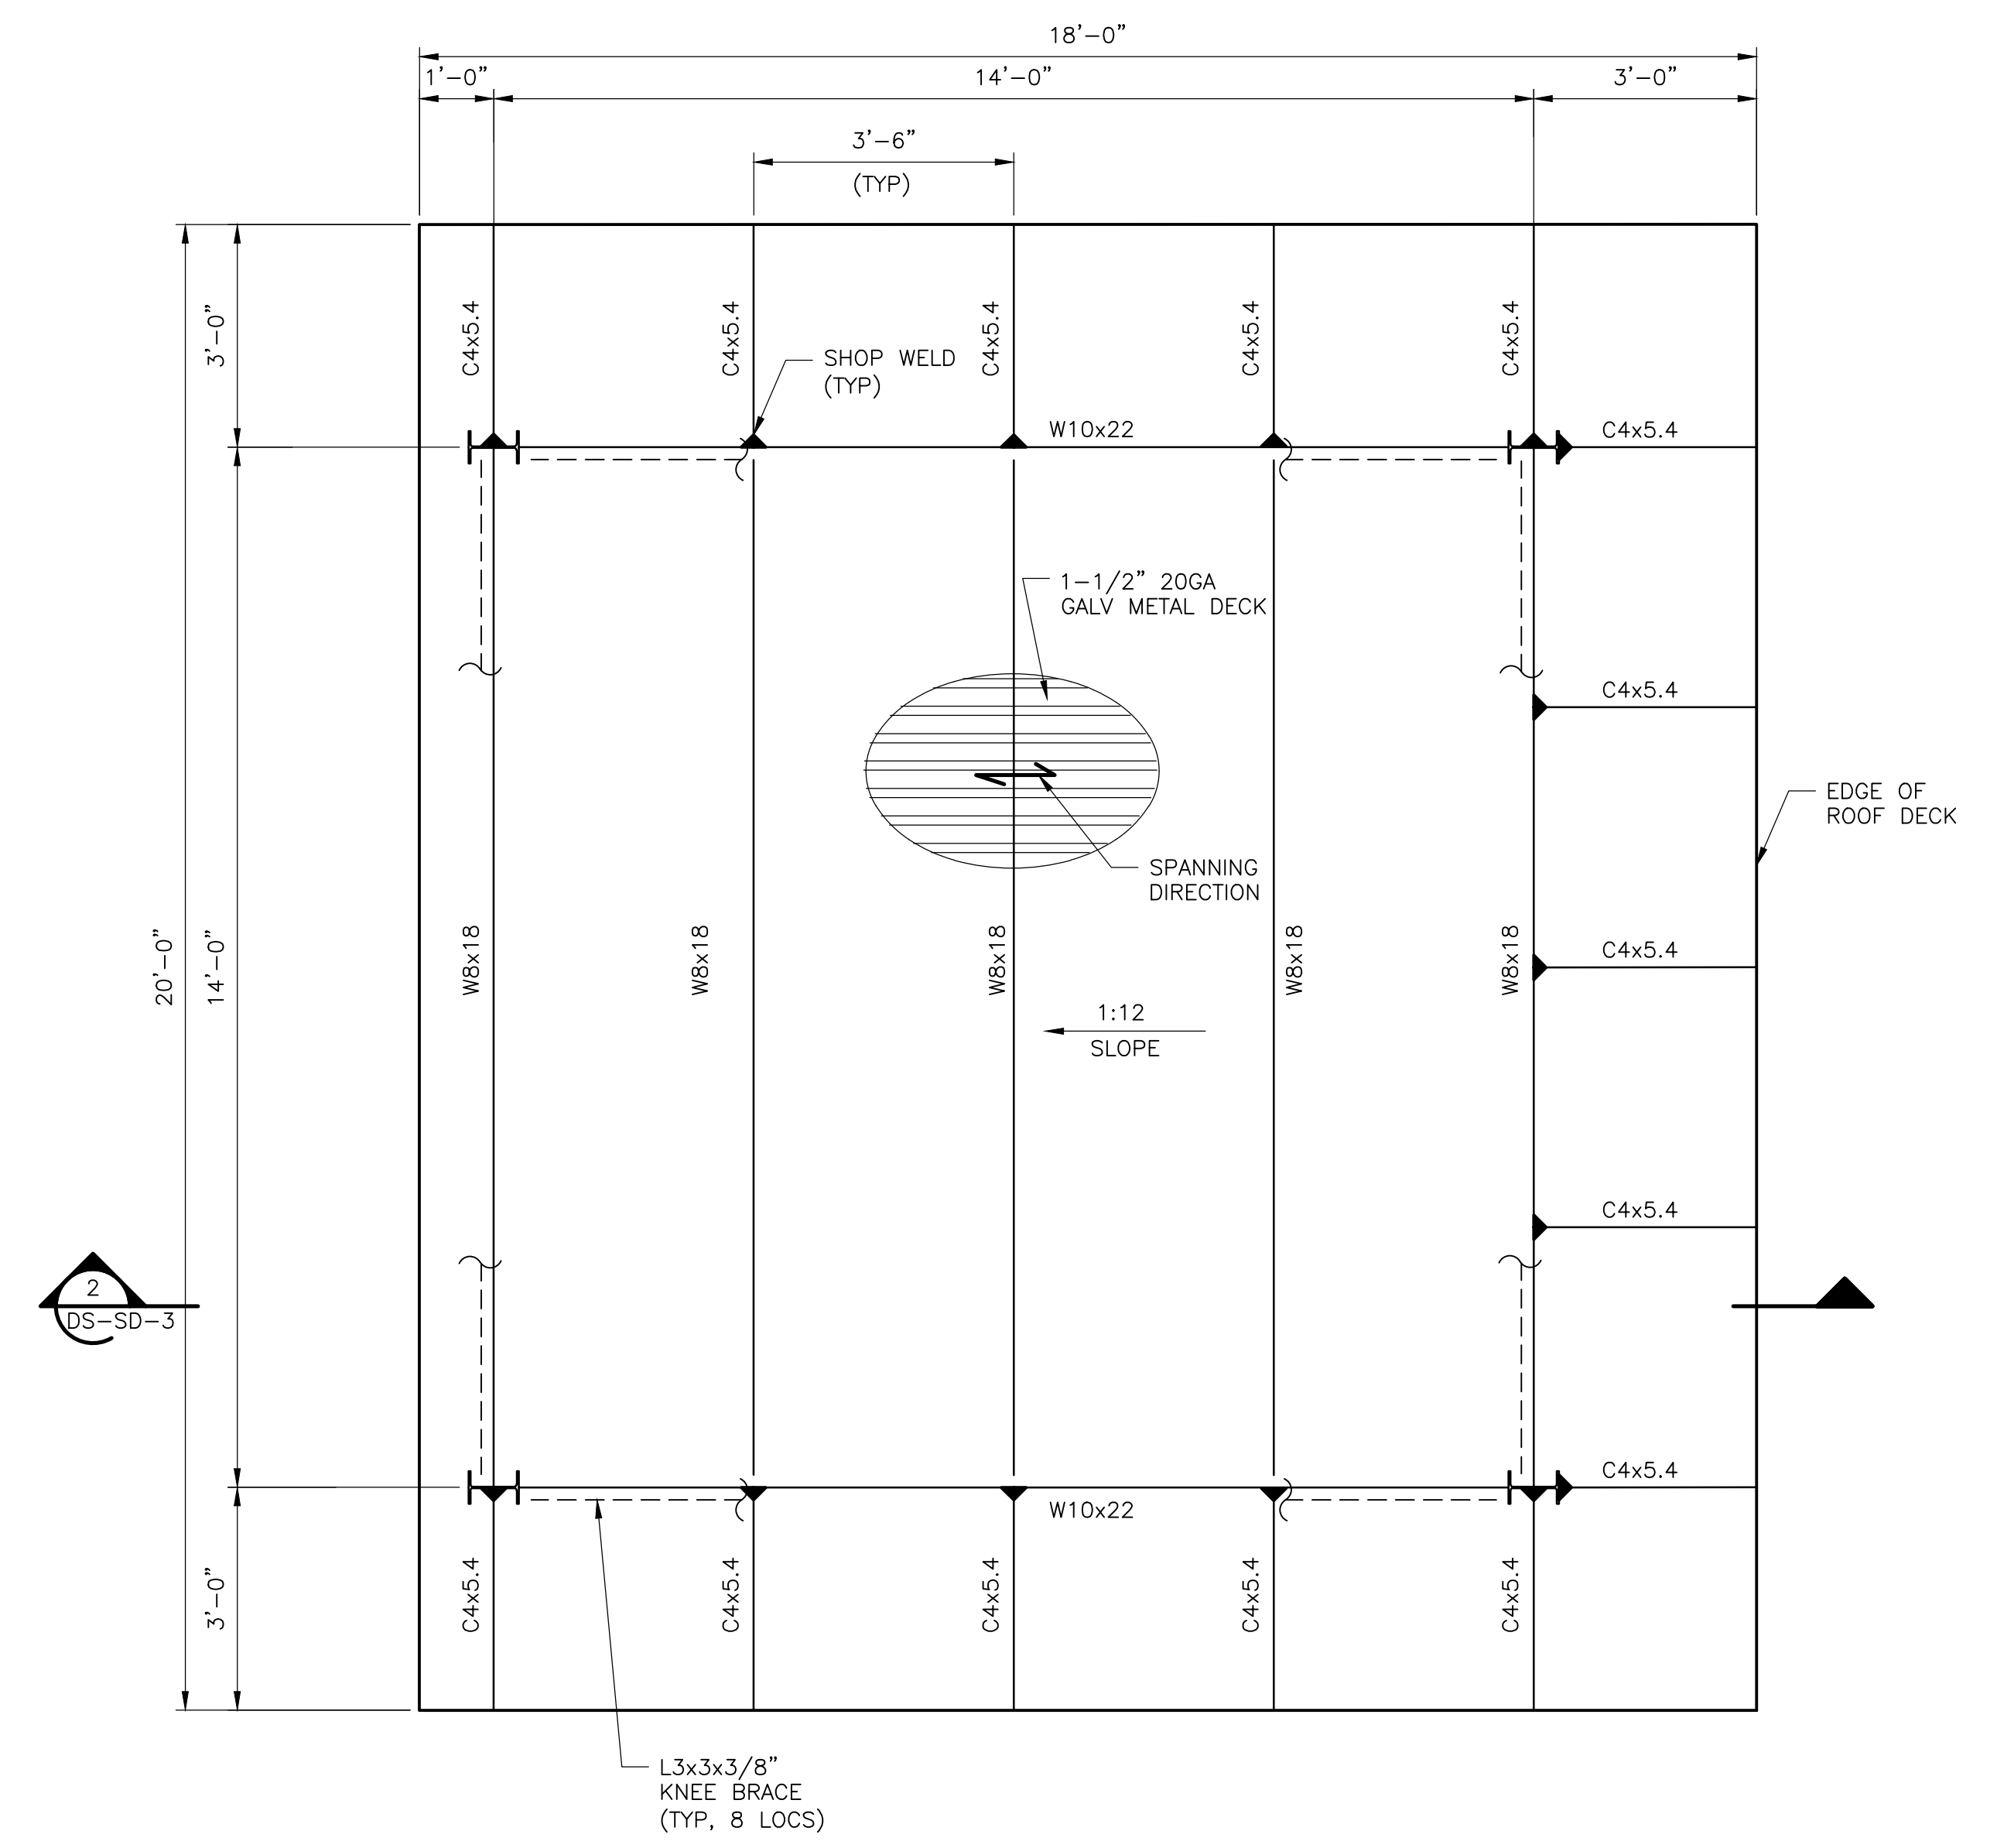 18'-0"
1'-0"
14'-0"
3'-0"
3'-6"
(TYP)
3'-0"
C4x5.4
C4x5.4
C4x5.4
C4x5.4
C4x5.4
SHOP WELD
(TYP)
W10x22
C4x5.4
1-1/2" 20GA
GALV METAL DECK
C4x5.4
EDGE OF
ROOF DECK
SPANNING
DIRECTION
20'-0"
14'-0"
W8x18
W8x18
W8x18
W8x18
W8x18
C4x5.4
1:12
SLOPE
C4x5.4
2
DS-SD-3
C4x5.4
W10x22
3'-0"
C4x5.4
C4x5.4
C4x5.4
C4x5.4
C4x5.4
L3x3x3/8"
KNEE BRACE
(TYP, 8 LOCS)